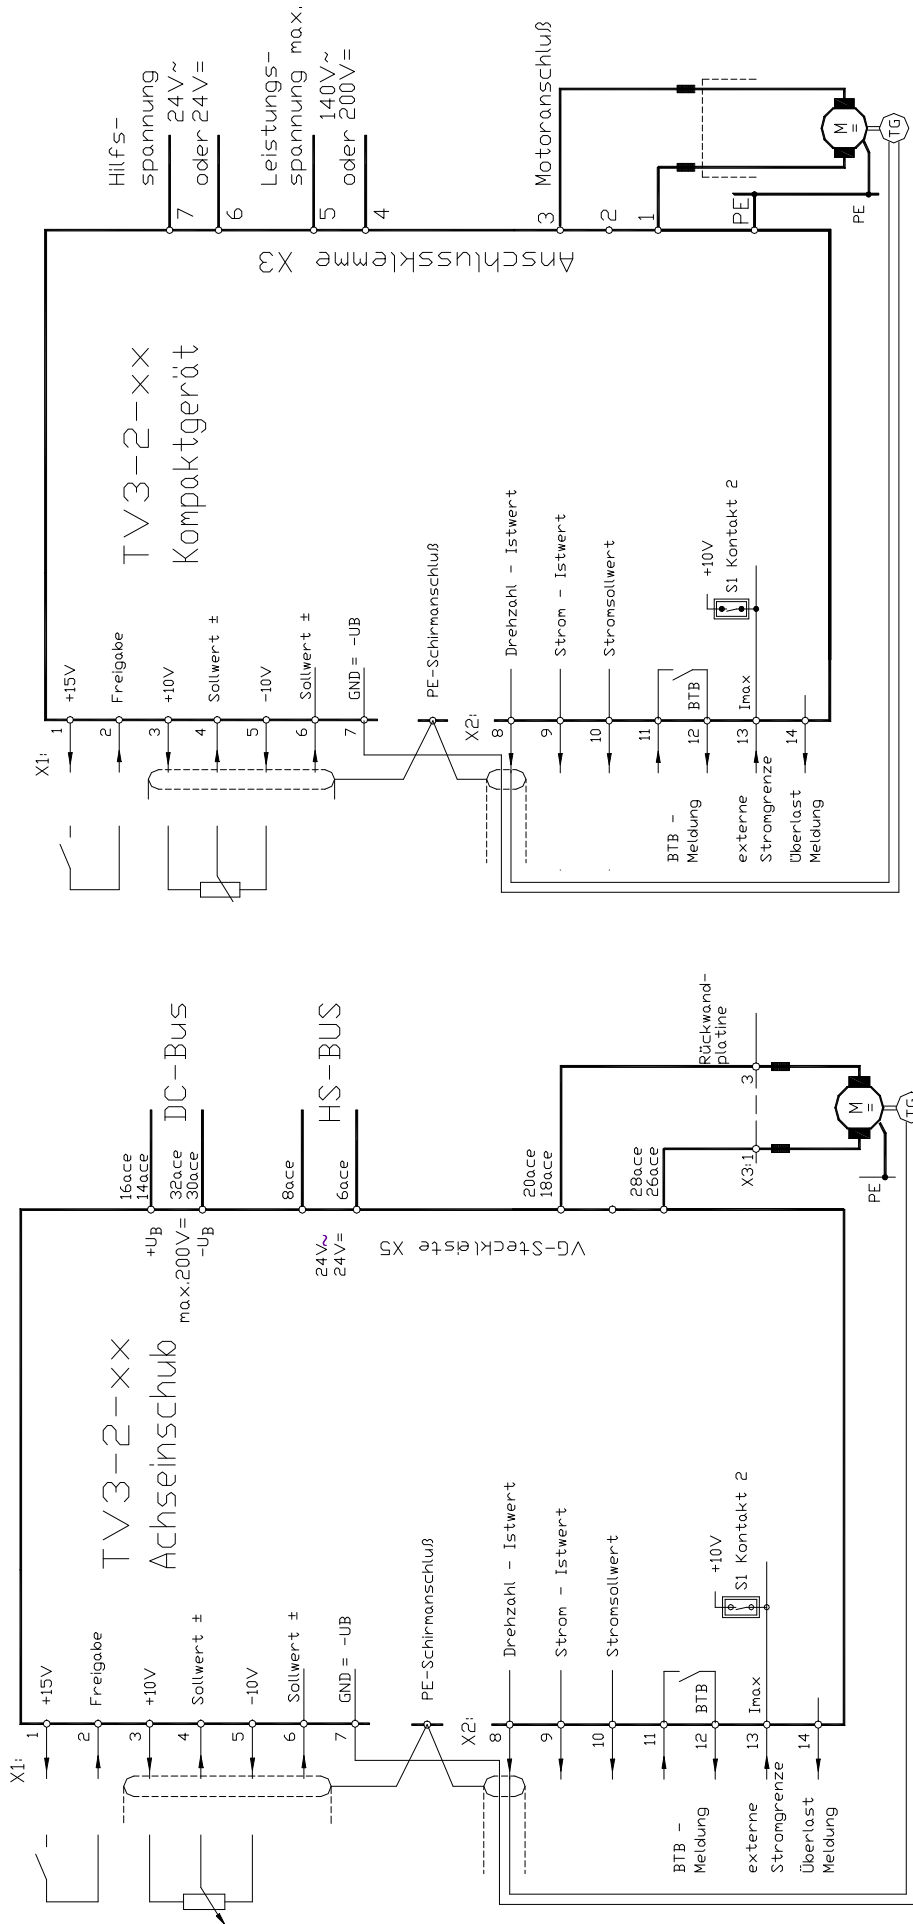 Hilfs-
spannung
24V~
oder 24V=
Leistungs-
spannung max.
140V~
oder 200V=
Motoranschluß
7
6
5
4
3
2
1
PE
PE
M
=
TG
Anschlussklemme X3
TV3-2-xx
Kompaktgerät
X1:
1
+15V
2
Freigabe
3
+10V
4
Sollwert ±
5
-10V
6
Sollwert ±
7
GND = -UB
PE-Schirmanschluß
X2:
8
Drehzahl - Istwert
9
Strom - Istwert
10
Stromsollwert
11
BTB
12
+10V
S1 Kontakt 2
13
Imax
14
BTB -
Meldung
externe
Stromgrenze
Überlast
Meldung
DC-Bus
HS-BUS
16ace
14ace
32ace
30ace
8ace
6ace
20ace
18ace
28ace
26ace
Rückwand-
platine
X3:1
3
PE
M
=
TG
+UB
max.200V=
-UB
24V~
24V=
VG-Steckleiste X5
TV3-2-xx
Achseinschub
X1:
1
+15V
2
Freigabe
3
+10V
4
Sollwert ±
5
-10V
6
Sollwert ±
7
GND = -UB
PE-Schirmanschluß
X2:
8
Drehzahl - Istwert
9
Strom - Istwert
10
Stromsollwert
11
BTB
12
+10V
S1 Kontakt 2
13
Imax
14
BTB -
Meldung
externe
Stromgrenze
Überlast
Meldung